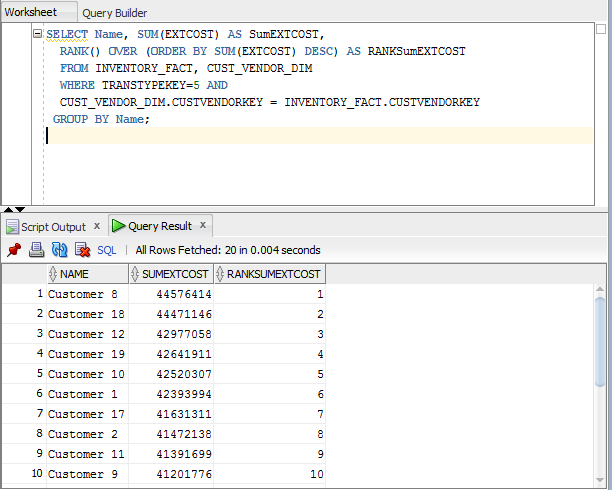 Worksheet Query Builder
SELECT Name, SUM(EXTCOST) AS SumEXTCOST,
RANK() OVER (ORDER BY SUM(EXTCOST) DESC) AS RANKSumEXTCOST
FROM INVENTORY_FACT, CUST_VENDOR_DIM
WHERE TRANSTYPEKEY=5 AND
CUST_VENDOR_DIM.CUSTVENDORKEY = INVENTORY_FACT.CUSTVENDORKEY
GROUP BY Name;
Script Output x Query Result x
SQL | All Rows Fetched: 20 in 0.004 seconds
NAME SUMEXTCOST RANKSUMEXTCOST
1 Customer 8 44576414 1
2 Customer 18 44471146 2
3 Customer 12 42977058 3
4 Customer 19 42641911 4
5 Customer 10 42520307 5
6 Customer 1 42393994 6
7 Customer 17 41631311 7
8 Customer 2 41472138 8
9 Customer 11 41391699 9
10 Customer 9 41201776 10